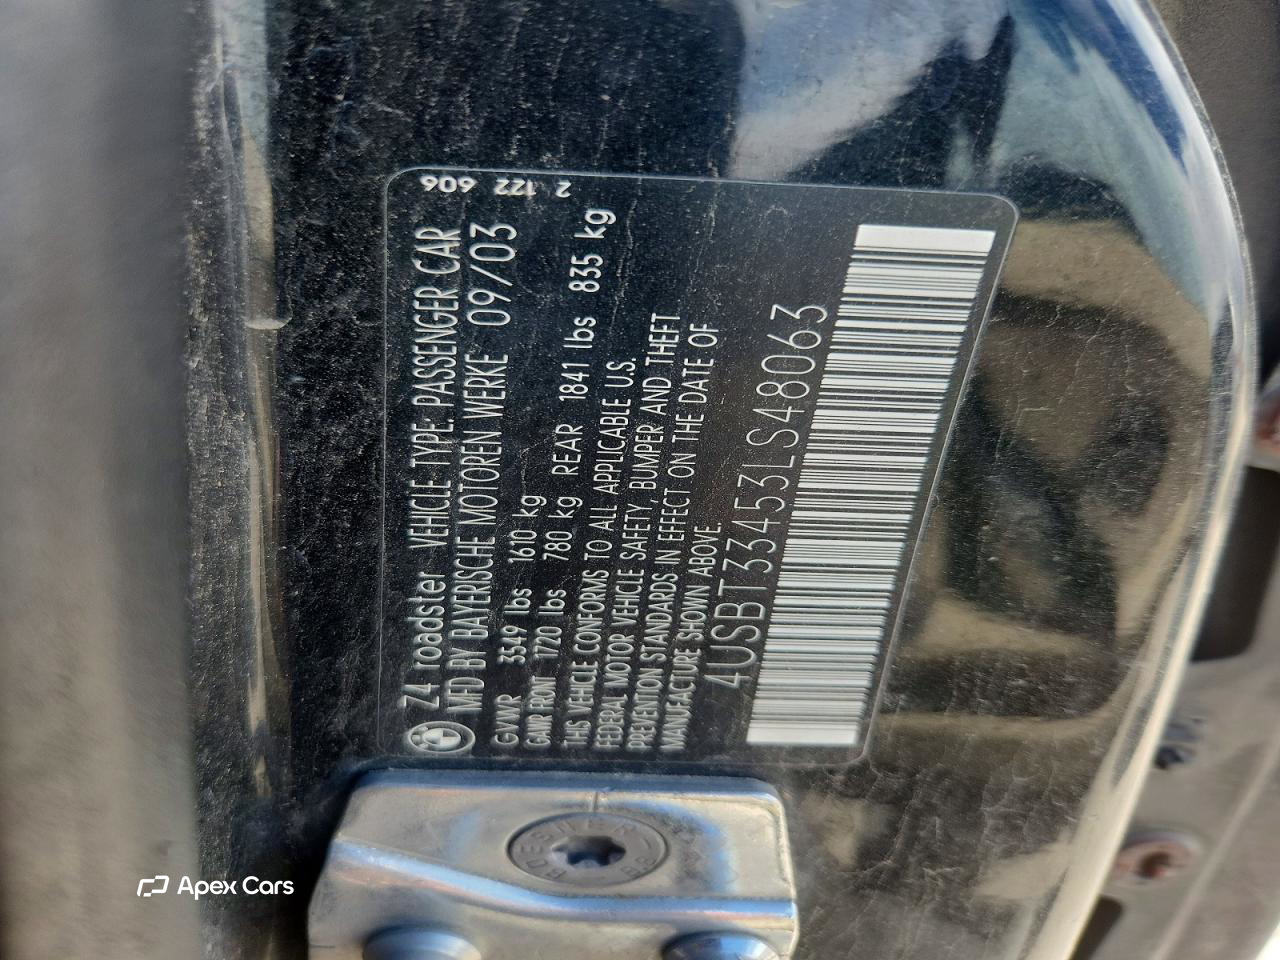 Z4 roadster VEHICLE TYPE: PASSENGER CAR
MFD BY BAYERISCHE MOTOREN WERKE 09/03
GVWR 3549 lbs 1610 kg
GAWR FRONT 1720 lbs 780 kg REAR 1841 lbs 835 kg
THIS VEHICLE CONFORMS TO ALL APPLICABLE U.S.
FEDERAL MOTOR VEHICLE SAFETY, BUMPER AND THEFT
PREVENTION STANDARDS IN EFFECT ON THE DATE OF
MANUFACTURE SHOWN ABOVE.
4USBT33453LS48063
2 122 606
Apex Cars